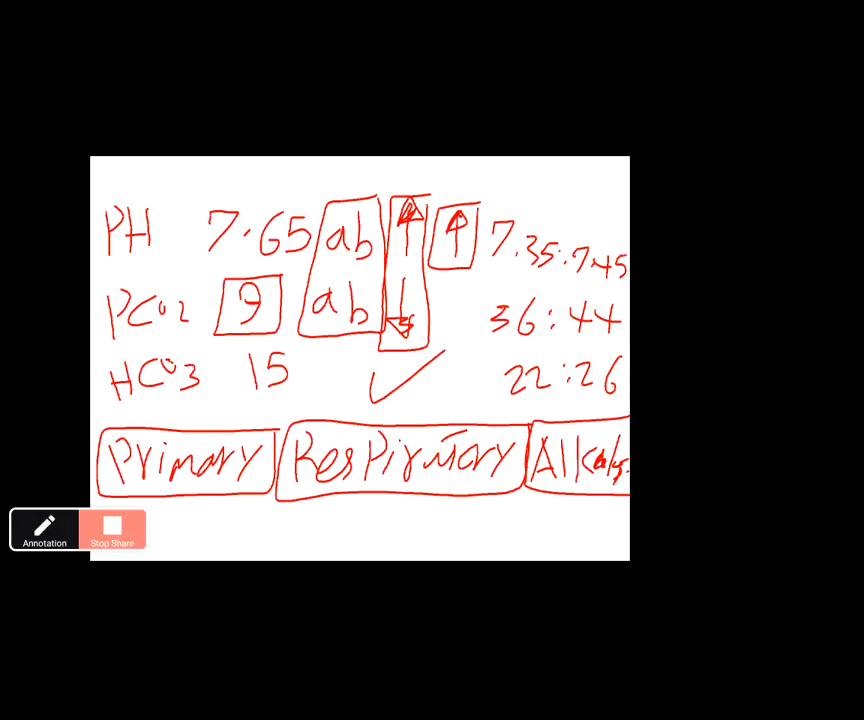 PH 7.65 ab ↑ ↑ 7.35:7.45
PCO2 9 ab ↓ 36:44
HCO3 15 ✓ 22:26
Primary Respiratory
Annotation Stop Share